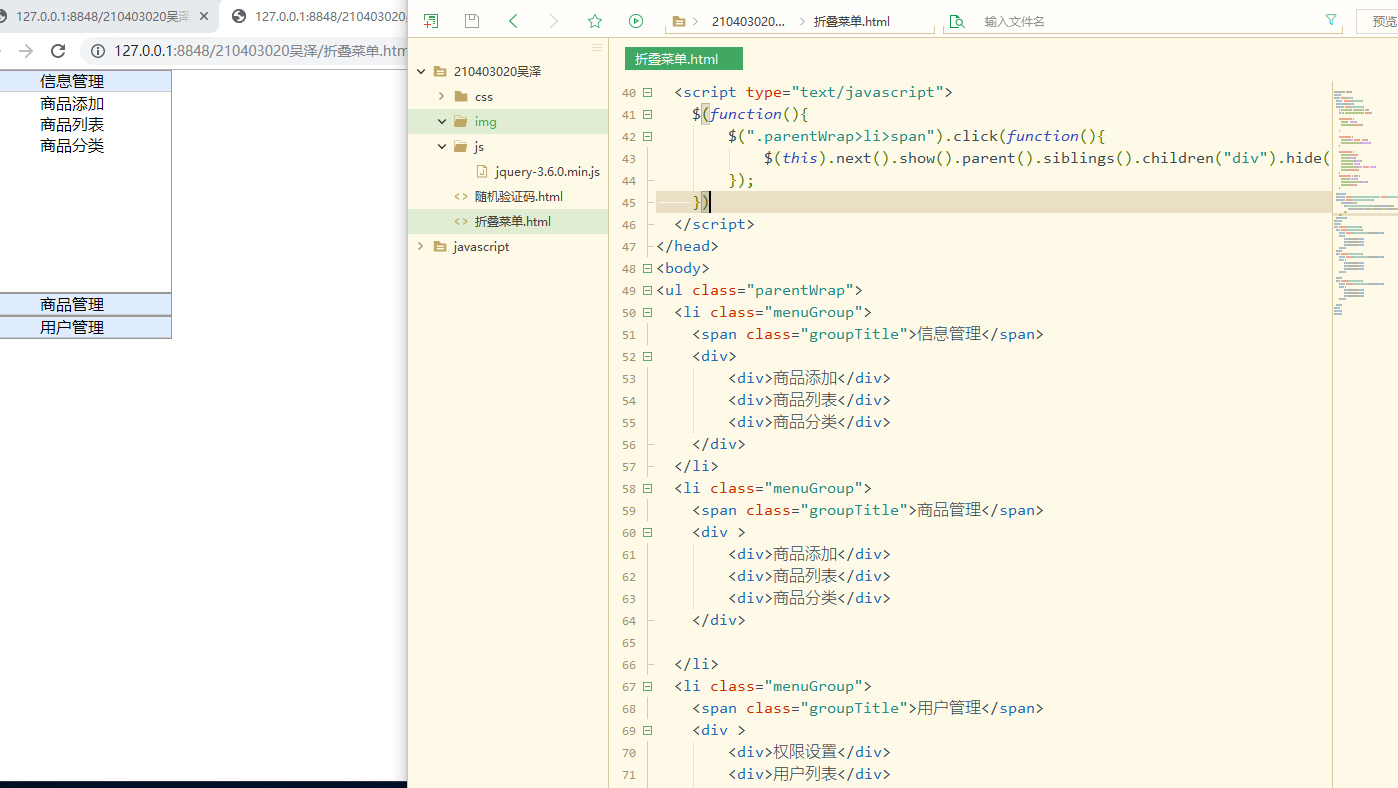 127.0.0.1:8848/210403020吴泽
127.0.0.1:8848/210403020
127.0.0.1:8848/210403020吴泽/折叠菜单.htm
信息管理
商品添加
商品列表
商品分类
商品管理
用户管理
210403020... 折叠菜单.html
输入文件名
预览
210403020吴泽
css
img
js
jquery-3.6.0.min.js
随机验证码.html
折叠菜单.html
javascript
折叠菜单.html
40 <script type="text/javascript">
41 $(function(){
42 $(".parentWrap>li>span").click(function(){
43 $(this).next().show().parent().siblings().children("div").hide(
44 });
45 })
46 </script>
47 </head>
48 <body>
49 <ul class="parentWrap">
50 <li class="menuGroup">
51 <span class="groupTitle">信息管理</span>
52 <div>
53 <div>商品添加</div>
54 <div>商品列表</div>
55 <div>商品分类</div>
56 </div>
57 </li>
58 <li class="menuGroup">
59 <span class="groupTitle">商品管理</span>
60 <div >
61 <div>商品添加</div>
62 <div>商品列表</div>
63 <div>商品分类</div>
64 </div>
65
66 </li>
67 <li class="menuGroup">
68 <span class="groupTitle">用户管理</span>
69 <div >
70 <div>权限设置</div>
71 <div>用户列表</div>